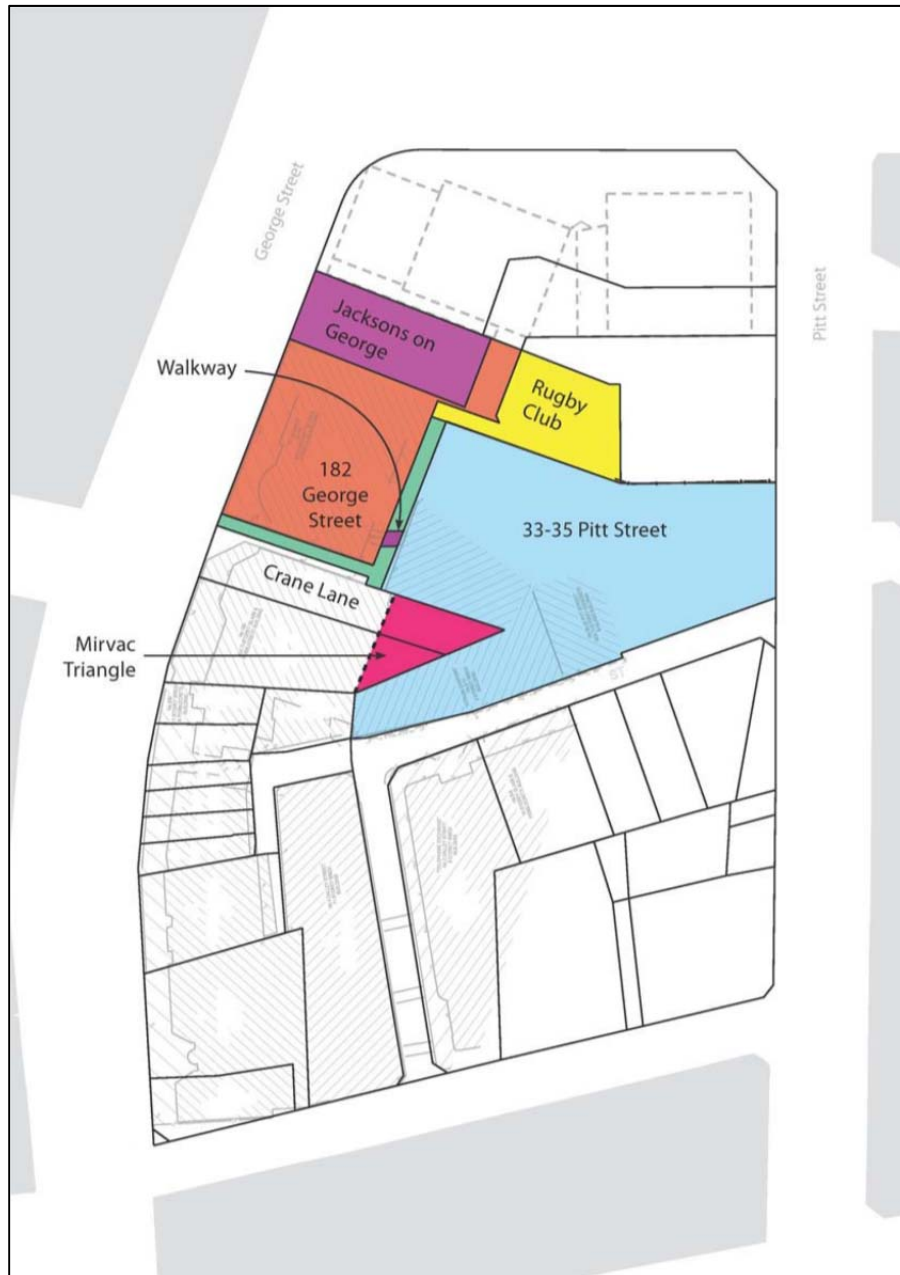 George Street
Pitt Street
Jacksons on
George
Walkway
Rugby
Club
182
George
Street
33-35 Pitt Street
Crane Lane
Mirvac
Triangle